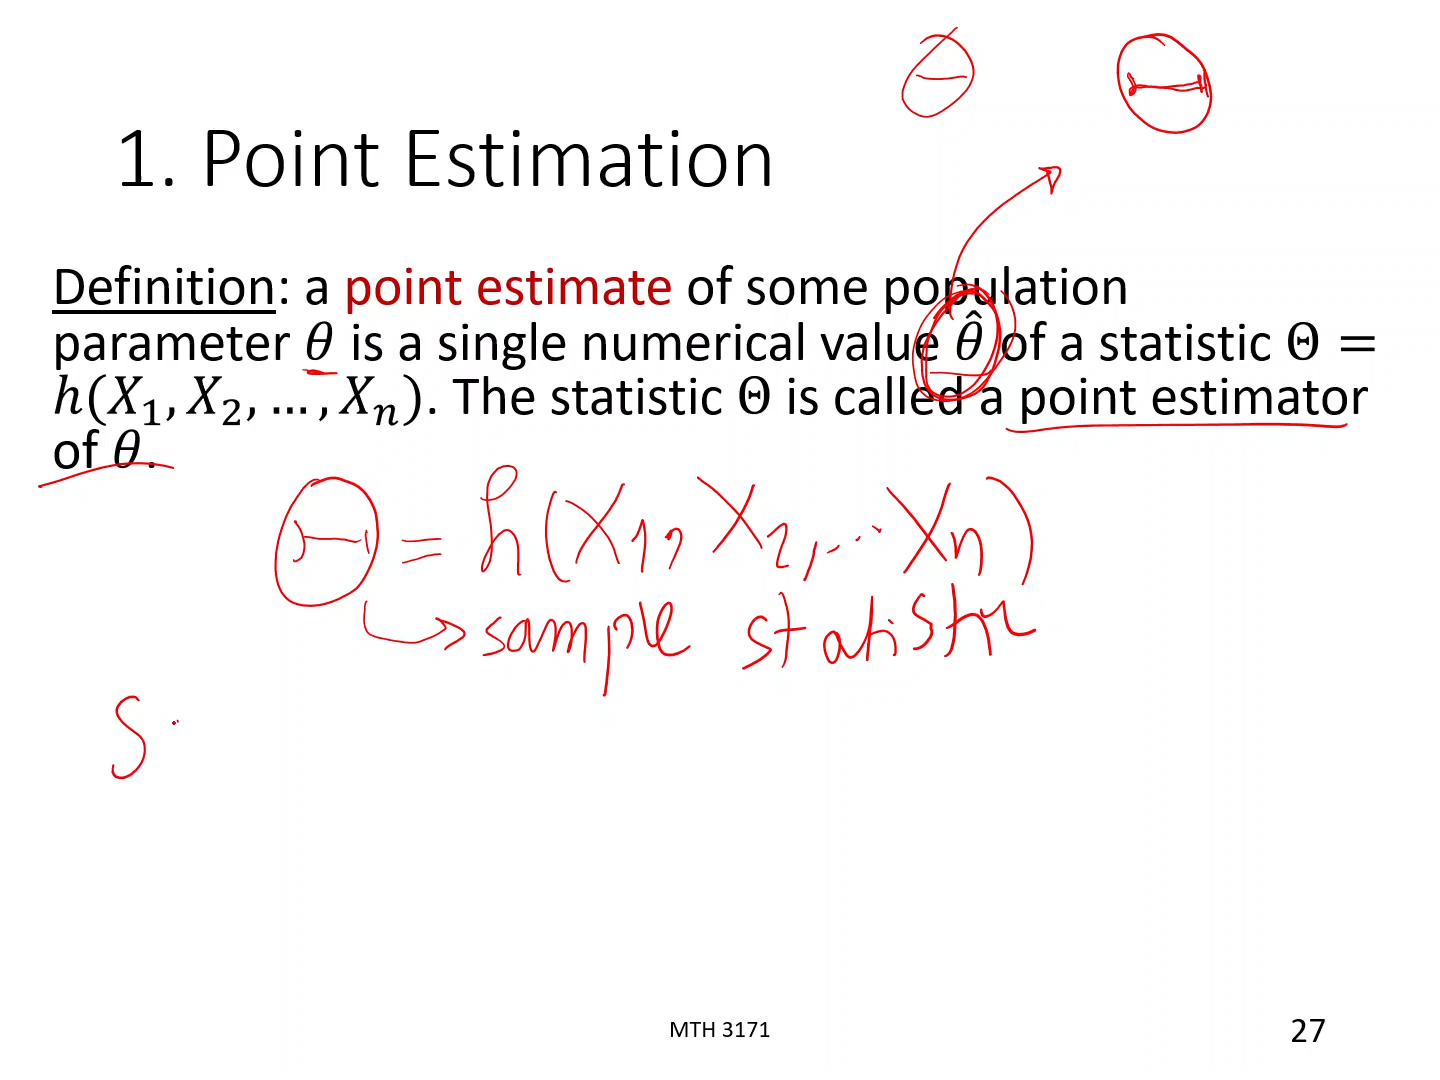 θ Θ
1. Point Estimation
Definition: a point estimate of some population
parameter θ is a single numerical value θ̂ of a statistic Θ =
h(X₁, X₂, …, Xₙ). The statistic Θ is called a point estimator
of θ.
Θ = h(X₁, X₂, ... Xₙ)
→ sample statistic
S
MTH 3171
27